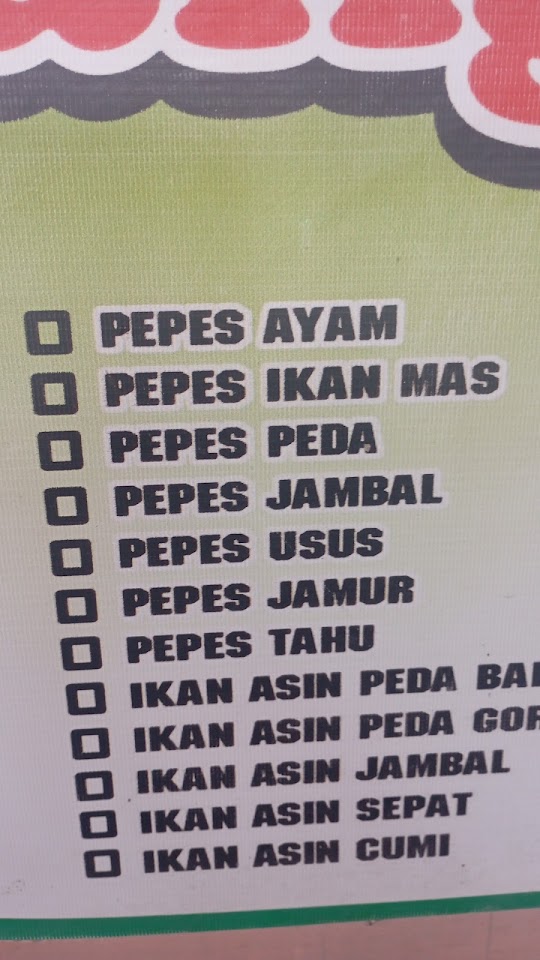 PEPES AYAM
PEPES IKAN MAS
PEPES PEDA
PEPES JAMBAL
PEPES USUS
PEPES JAMUR
PEPES TAHU
IKAN ASIN PEDA
IKAN ASIN PEDA
IKAN ASIN JAMBAL
IKAN ASIN SEPAT
IKAN ASIN CUMI